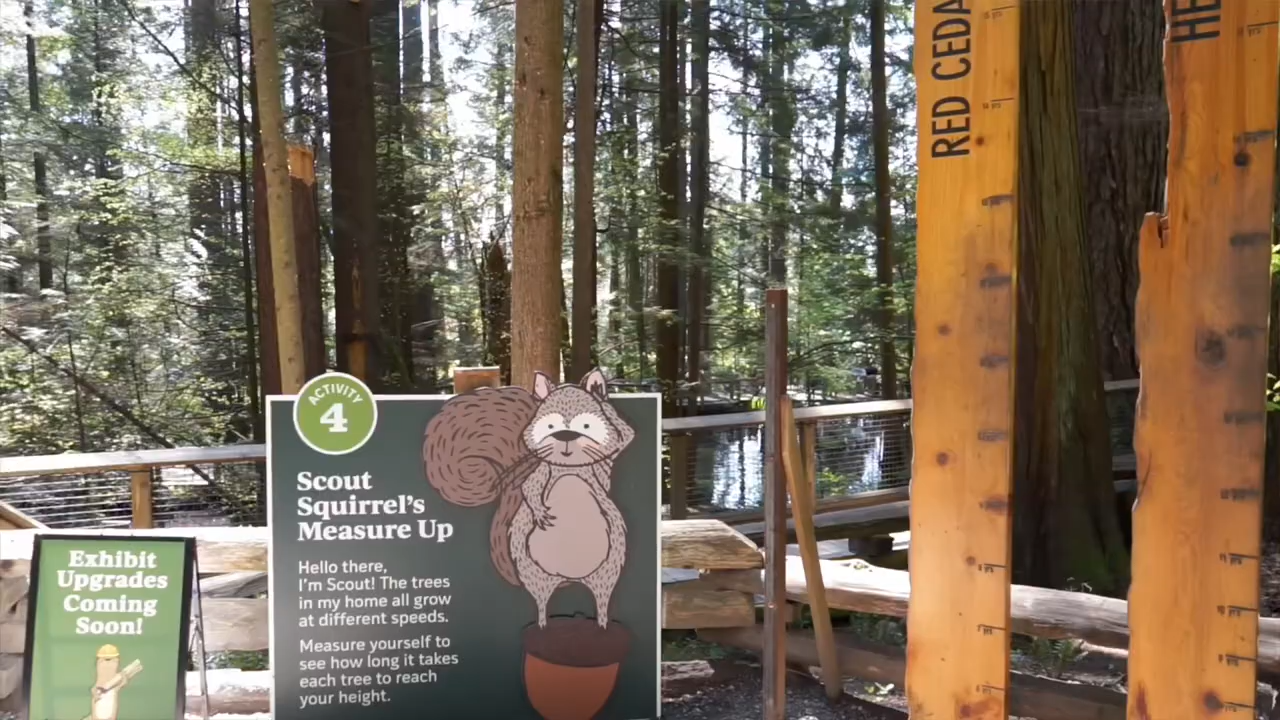 ACTIVITY
4
Scout
Squirrel's
Measure Up
Hello there,
I'm Scout! The trees
in my home all grow
at different speeds.
Measure yourself to
see how long it takes
each tree to reach
your height.
Exhibit
Upgrades
Coming
Soon!
RED CEDA
HE